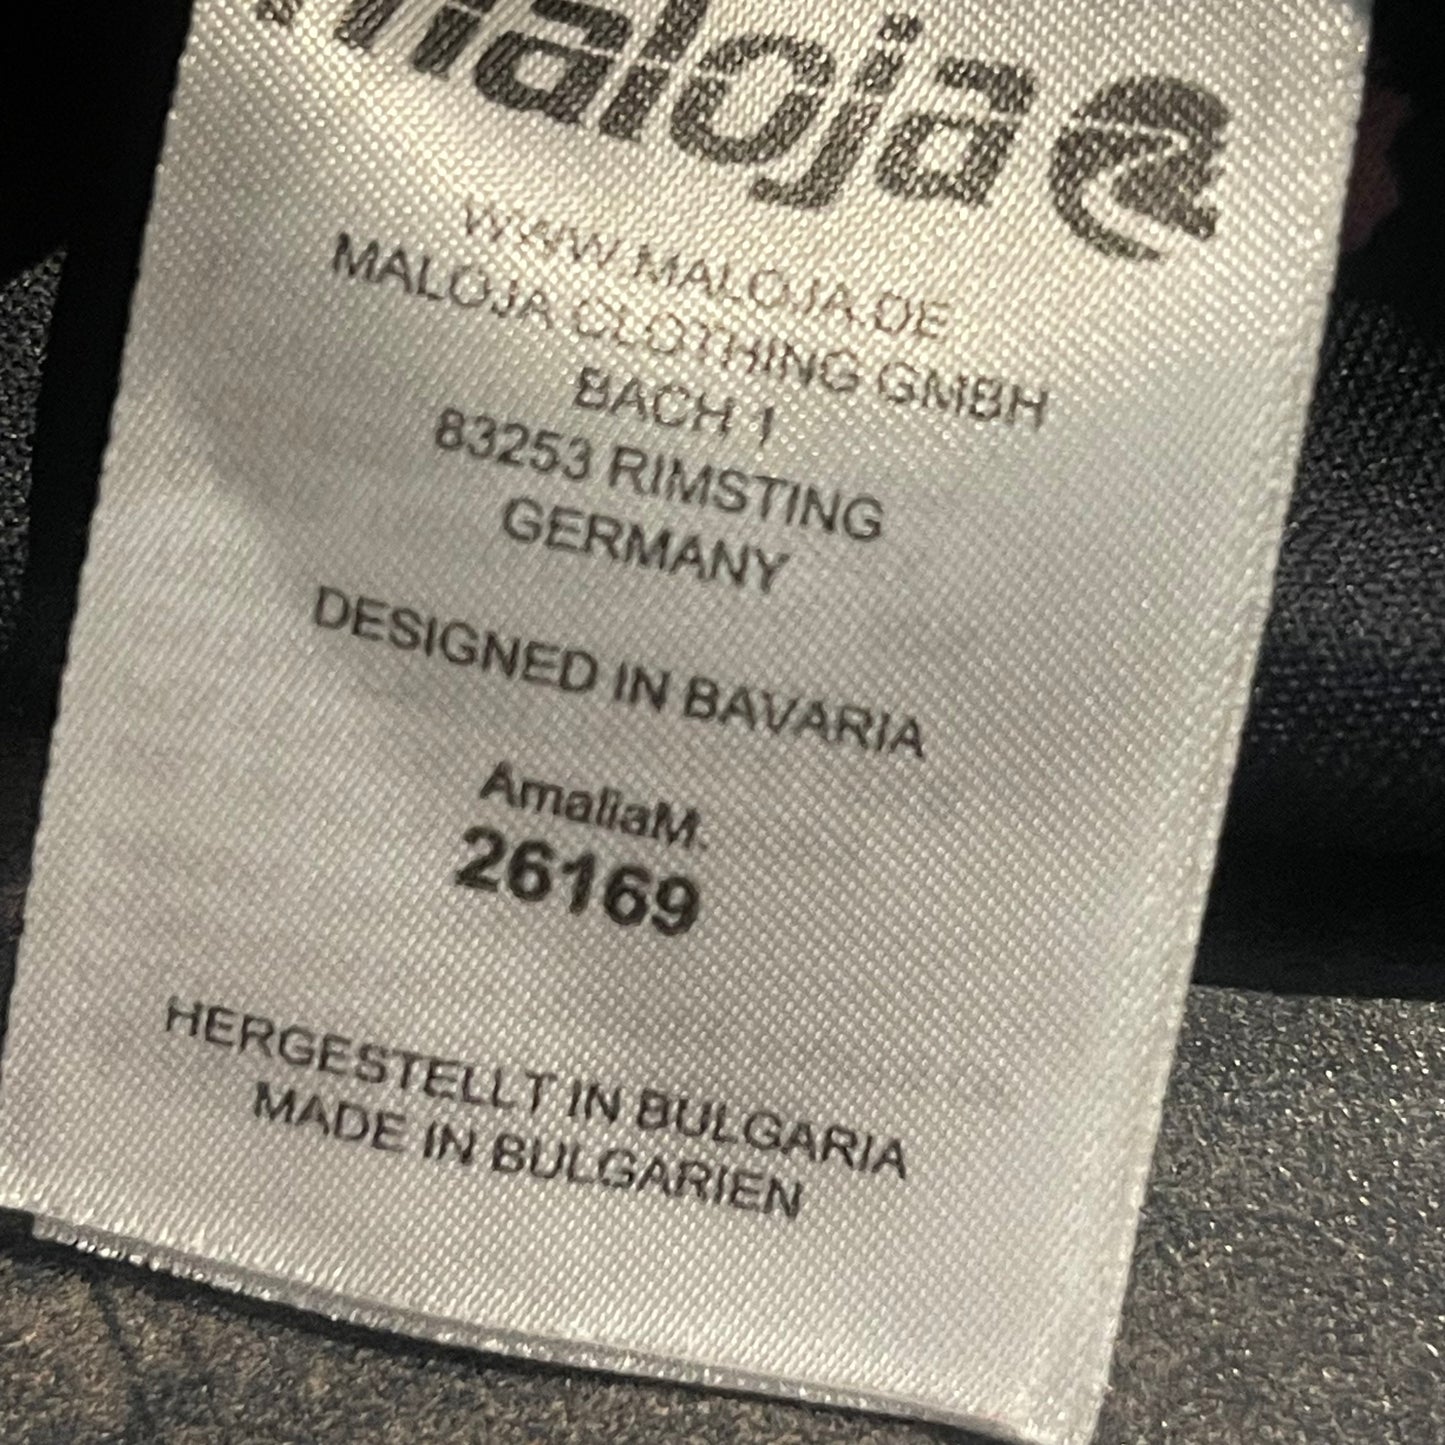 maloja
WWW.MALOJA.DE
MALOJA CLOTHING GMBH
BACH 1
83253 RIMSTING
GERMANY
DESIGNED IN BAVARIA
AmaliaM.
26169
HERGESTELLT IN BULGARIA
MADE IN BULGARIEN